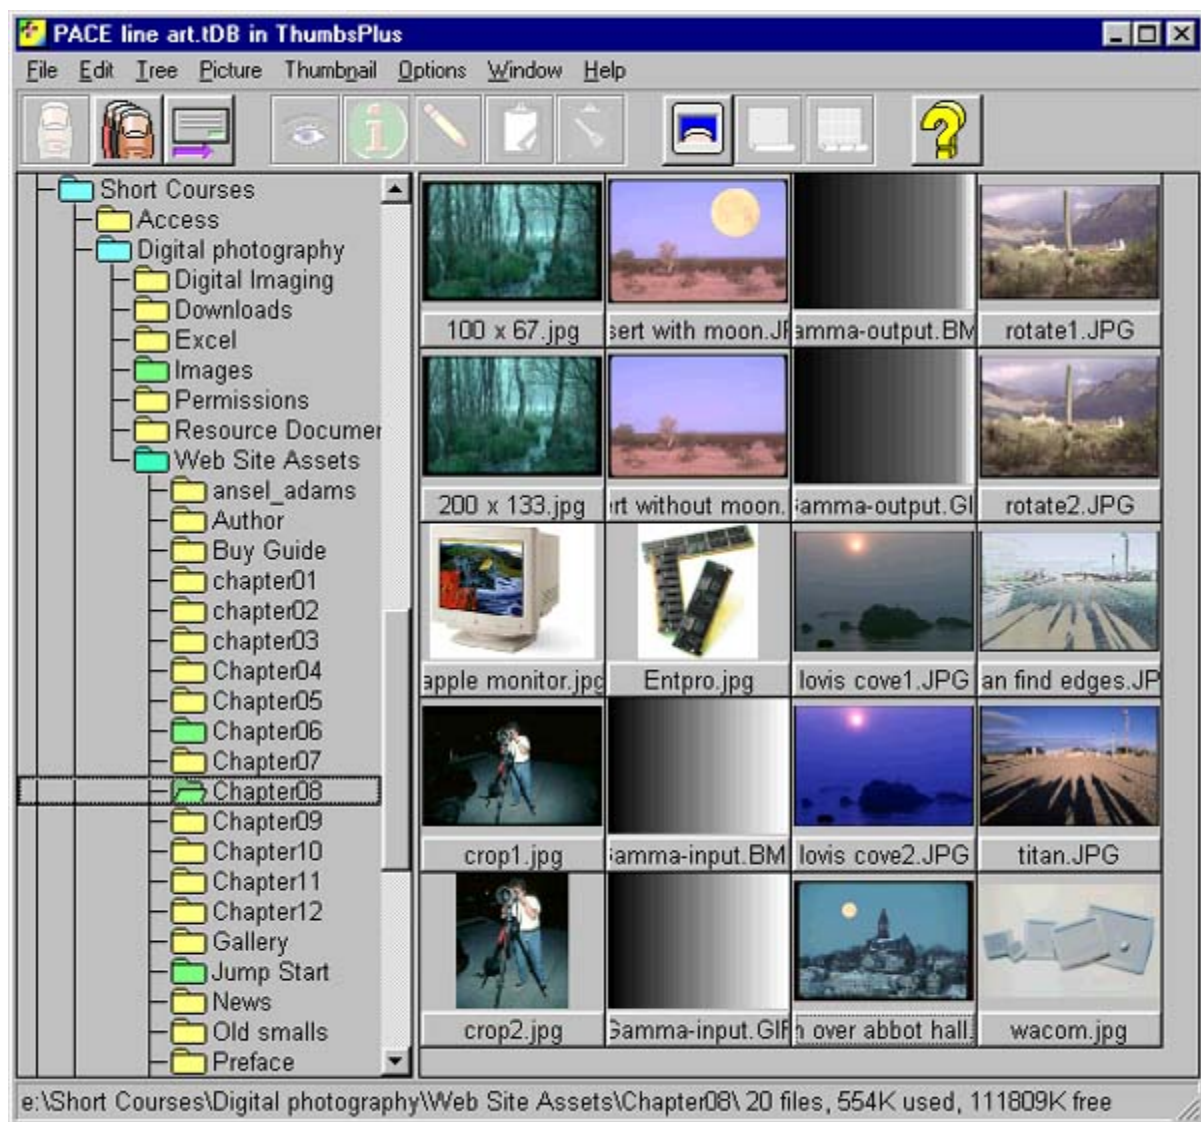 PACE line art.tDB in ThumbsPlus
File Edit Tree Picture Thumbnail Options Window Help
Short Courses
Access
Digital photography
Digital Imaging
Downloads
Excel
Images
Permissions
Resource Documer
Web Site Assets
ansel_adams
Author
Buy Guide
chapter01
chapter02
chapter03
Chapter04
Chapter05
Chapter06
Chapter07
Chapter08
Chapter09
Chapter10
Chapter11
Chapter12
Gallery
Jump Start
News
Old smalls
Preface
100 x 67.jpg sert with moon.JF amma-output.BM rotate1.JPG
200 x 133.jpg rt without moon. amma-output.GI rotate2.JPG
apple monitor.jpg Entpro.jpg lovis cove1.JPG an find edges.JP
crop1.jpg amma-input.BM lovis cove2.JPG titan.JPG
crop2.jpg Gamma-input.GIF n over abbot hall. wacom.jpg
e:\Short Courses\Digital photography\Web Site Assets\Chapter08\ 20 files, 554K used, 111809K free